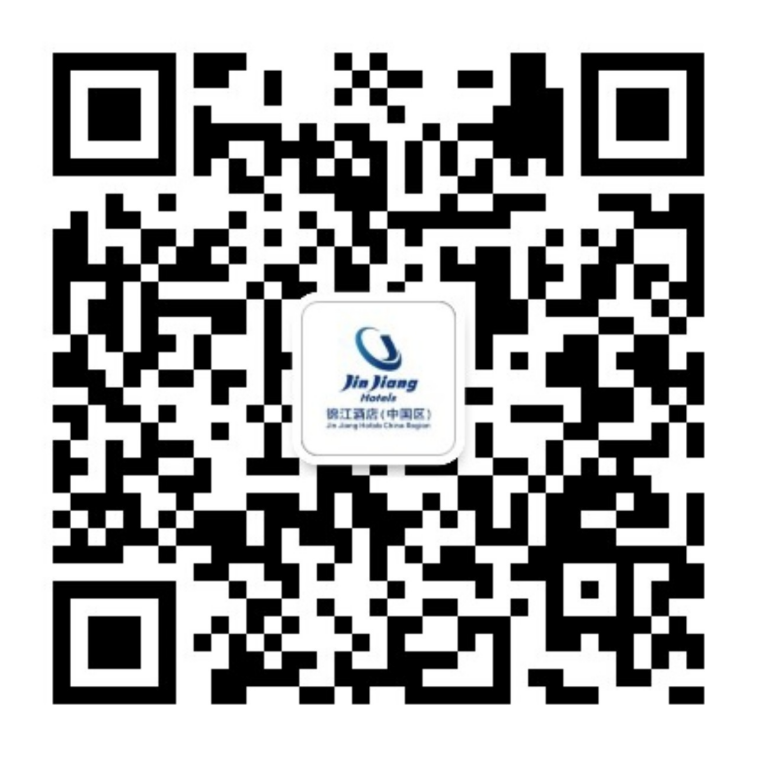 Jin Jiang
Hotels
锦江酒店(中国区)
Jin Jiang Hotels China Region